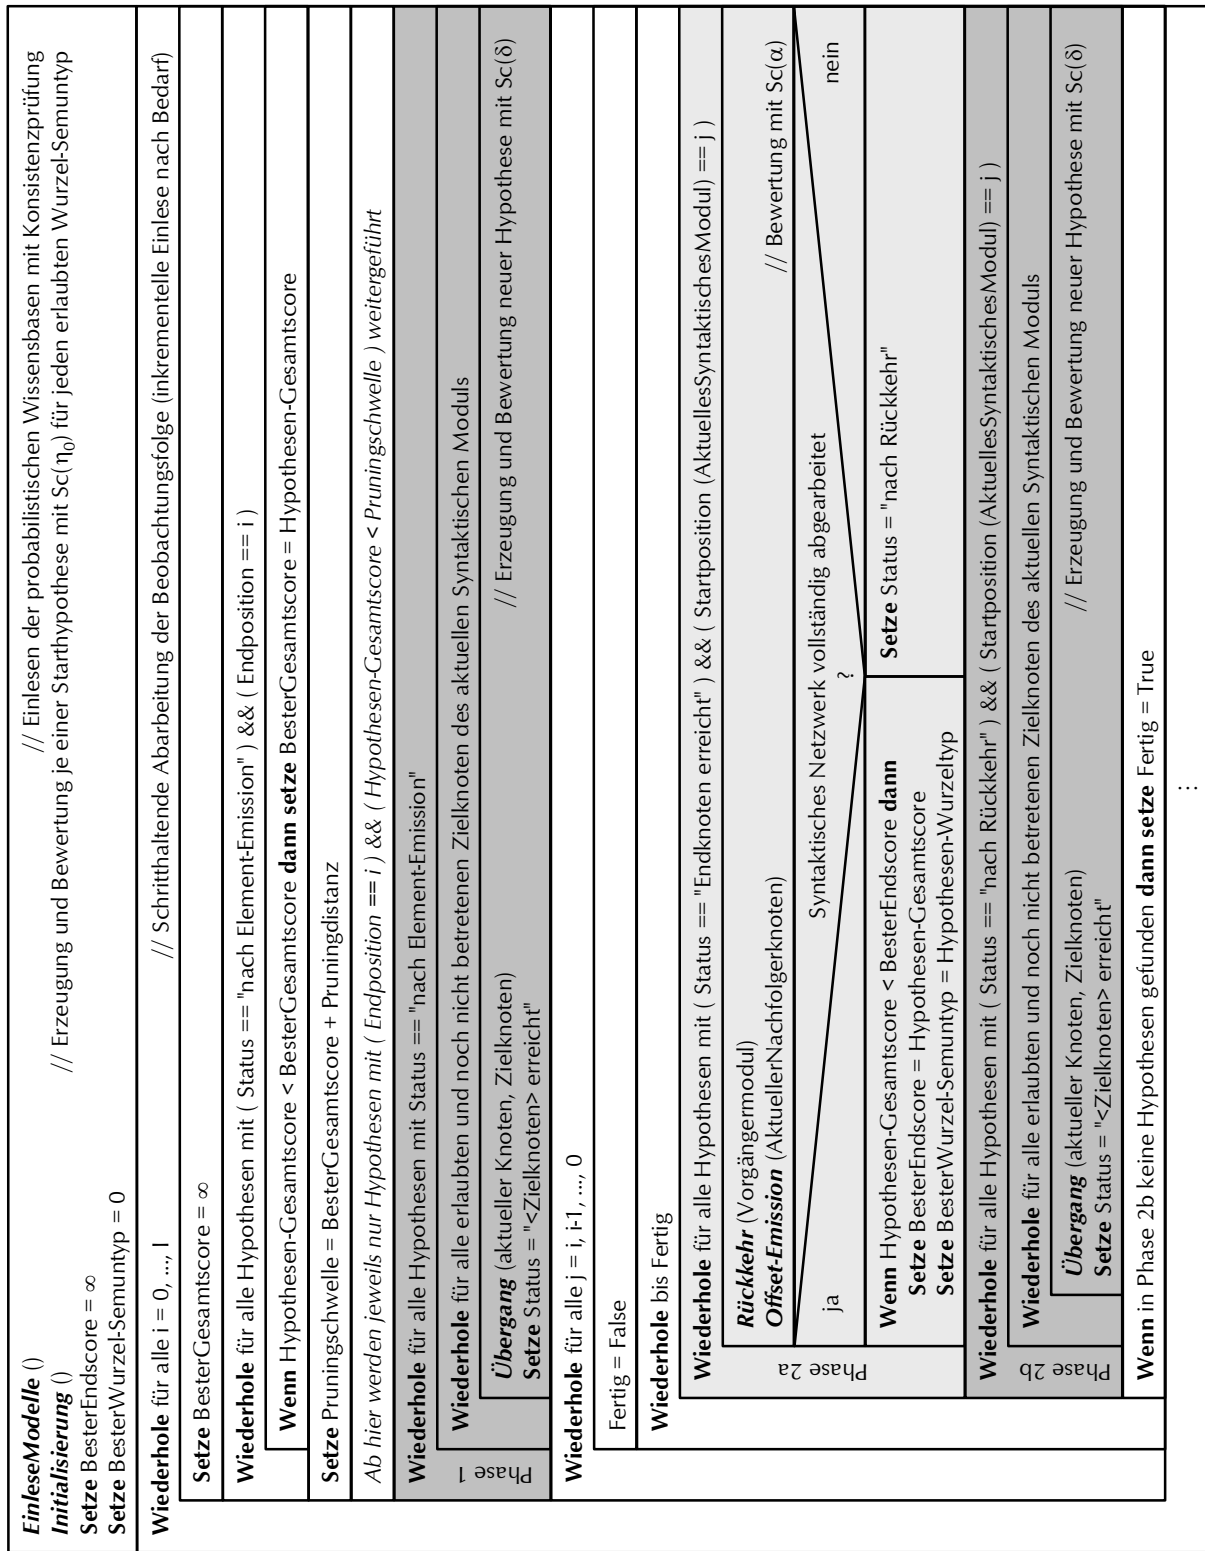 EinleseModelle () // Einlesen der probabilistischen Wissensbasen mit Konsistenzprüfung
Initialisierung () // Erzeugung und Bewertung je einer Starthypothese mit Sc(η₀) für jeden erlaubten Wurzel-Semuntyp
Setze BesterEndscore = ∞
Setze BesterWurzel-Semuntyp = 0
Wiederhole für alle i = 0, ..., I // Schritthaltende Abarbeitung der Beobachtungsfolge (inkrementelle Einlese nach Bedarf)
Setze BesterGesamtscore = ∞
Wiederhole für alle Hypothesen mit ( Status == "nach Element-Emission" ) && ( Endposition == i )
Wenn Hypothesen-Gesamtscore < BesterGesamtscore dann setze BesterGesamtscore = Hypothesen-Gesamtscore
Setze Pruningschwelle = BesterGesamtscore + Pruningdistanz
Ab hier werden jeweils nur Hypothesen mit ( Endposition == i ) && ( Hypothesen-Gesamtscore < Pruningschwelle ) weitergeführt
Phase 1
Wiederhole für alle Hypothesen mit Status == "nach Element-Emission"
Wiederhole für alle erlaubten und noch nicht betretenen Zielknoten des aktuellen Syntaktischen Moduls
Übergang (aktueller Knoten, Zielknoten) // Erzeugung und Bewertung neuer Hypothese mit Sc(δ)
Setze Status = "<Zielknoten> erreicht"
Wiederhole für alle j = i, i-1, ..., 0
Fertig = False
Wiederhole bis Fertig
Phase 2a
Wiederhole für alle Hypothesen mit ( Status == "Endknoten erreicht" ) && ( Startposition (AktuellesSyntaktischesModul) == j )
Rückkehr (Vorgängermodul)
Offset-Emission (AktuellerNachfolgerknoten) // Bewertung mit Sc(α)
Syntaktisches Netzwerk vollständig abgearbeitet
ja ? nein
Wenn Hypothesen-Gesamtscore < BesterEndscore dann
Setze BesterEndscore = Hypothesen-Gesamtscore
Setze BesterWurzel-Semuntyp = Hypothesen-Wurzeltyp
Setze Status = "nach Rückkehr"
Phase 2b
Wiederhole für alle Hypothesen mit ( Status == "nach Rückkehr" ) && ( Startposition (AktuellesSyntaktischesModul) == j )
Wiederhole für alle erlaubten und noch nicht betretenen Zielknoten des aktuellen Syntaktischen Moduls
Übergang (aktueller Knoten, Zielknoten) // Erzeugung und Bewertung neuer Hypothese mit Sc(δ)
Setze Status = "<Zielknoten> erreicht"
Wenn in Phase 2b keine Hypothesen gefunden dann setze Fertig = True
...